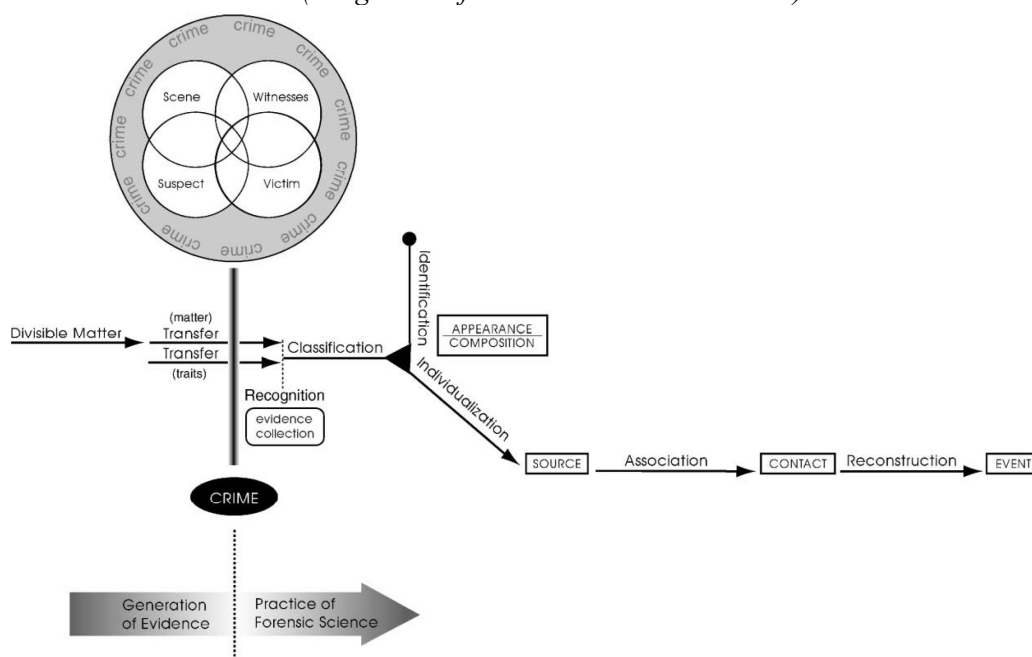 crime crime crime crime crime crime crime crime crime crime crime crime
Scene
Witnesses
Suspect
Victim
Divisible Matter
(matter)
Transfer
Transfer
(traits)
Classification
Recognition
evidence
collection
Identification
APPEARANCE
COMPOSITION
Individualization
SOURCE
Association
CONTACT
Reconstruction
EVENT
CRIME
Generation
of Evidence
Practice of
Forensic Science